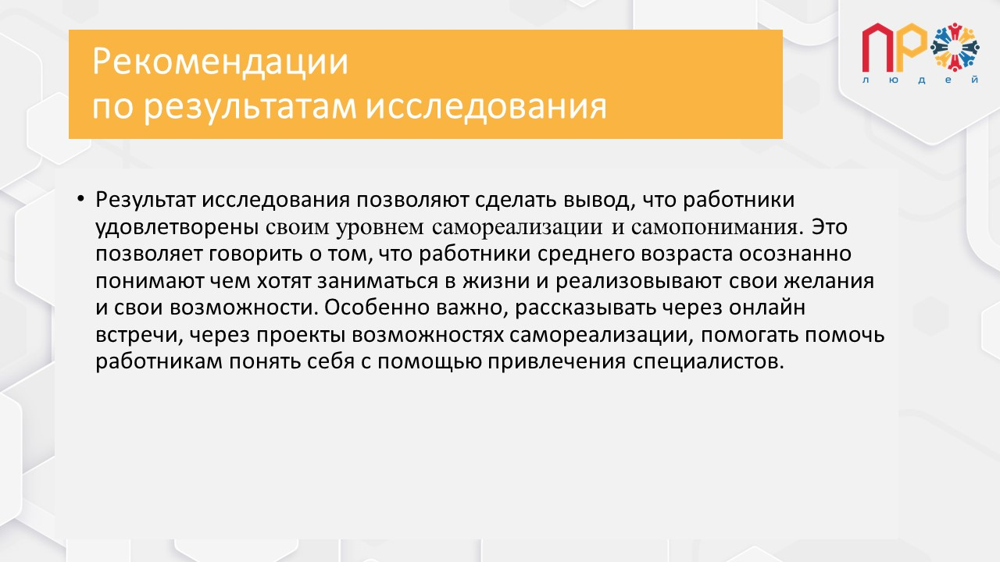 Рекомендации
по результатам исследования
ПРО
людей
• Результат исследования позволяют сделать вывод, что работники
удовлетворены своим уровнем самореализации и самопонимания. Это
позволяет говорить о том, что работники среднего возраста осознанно
понимают чем хотят заниматься в жизни и реализовывают свои желания
и свои возможности. Особенно важно, рассказывать через онлайн
встречи, через проекты возможностях самореализации, помогать помочь
работникам понять себя с помощью привлечения специалистов.